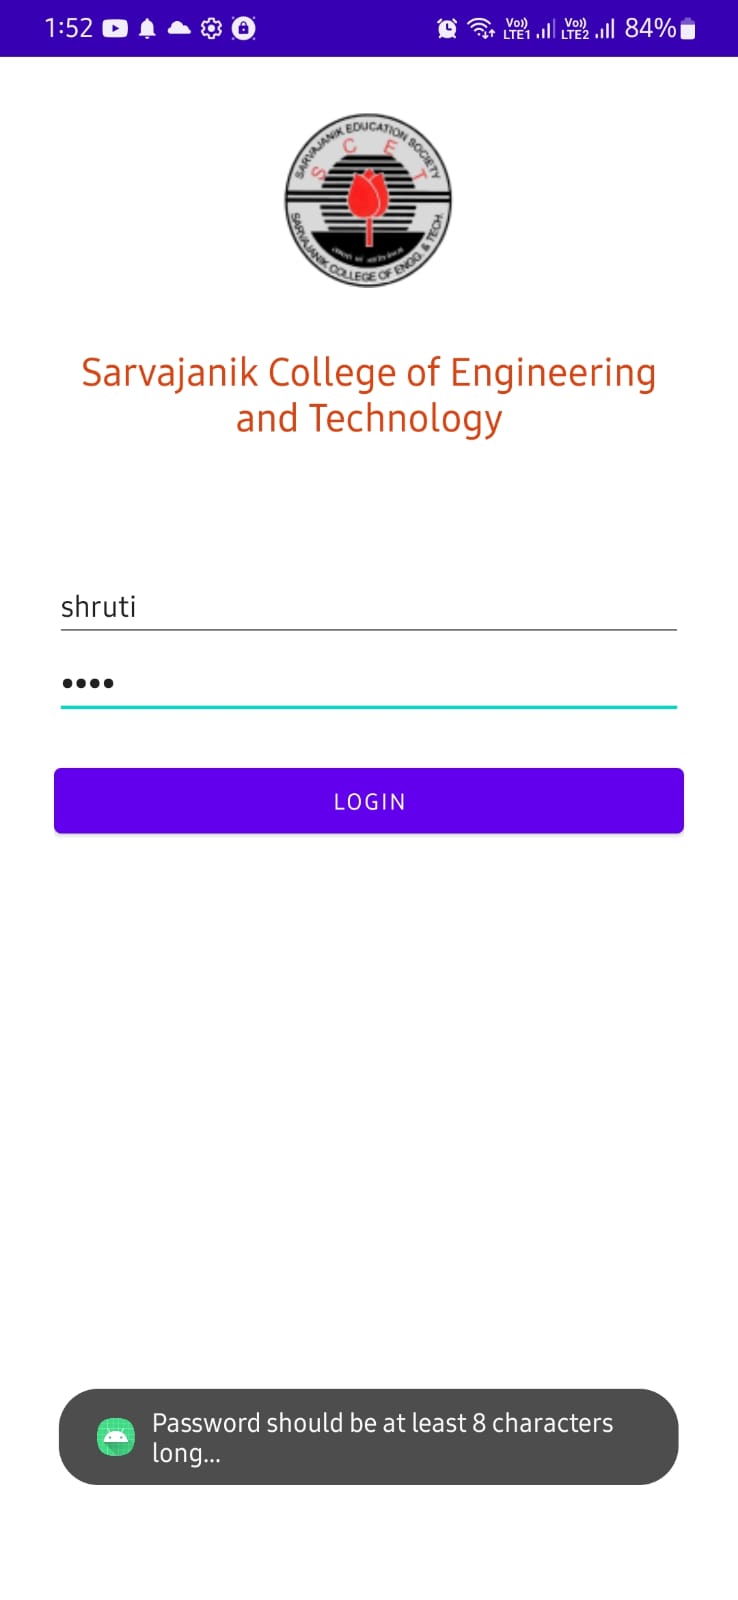 1:52
Vo)) LTE1
Vo)) LTE2
84%
SARVAJANIK EDUCATION SOCIETY
S C E T
SARVAJANIK COLLEGE OF ENGG. & TECH.
Sarvajanik College of Engineering
and Technology
shruti
LOGIN
Password should be at least 8 characters
long...